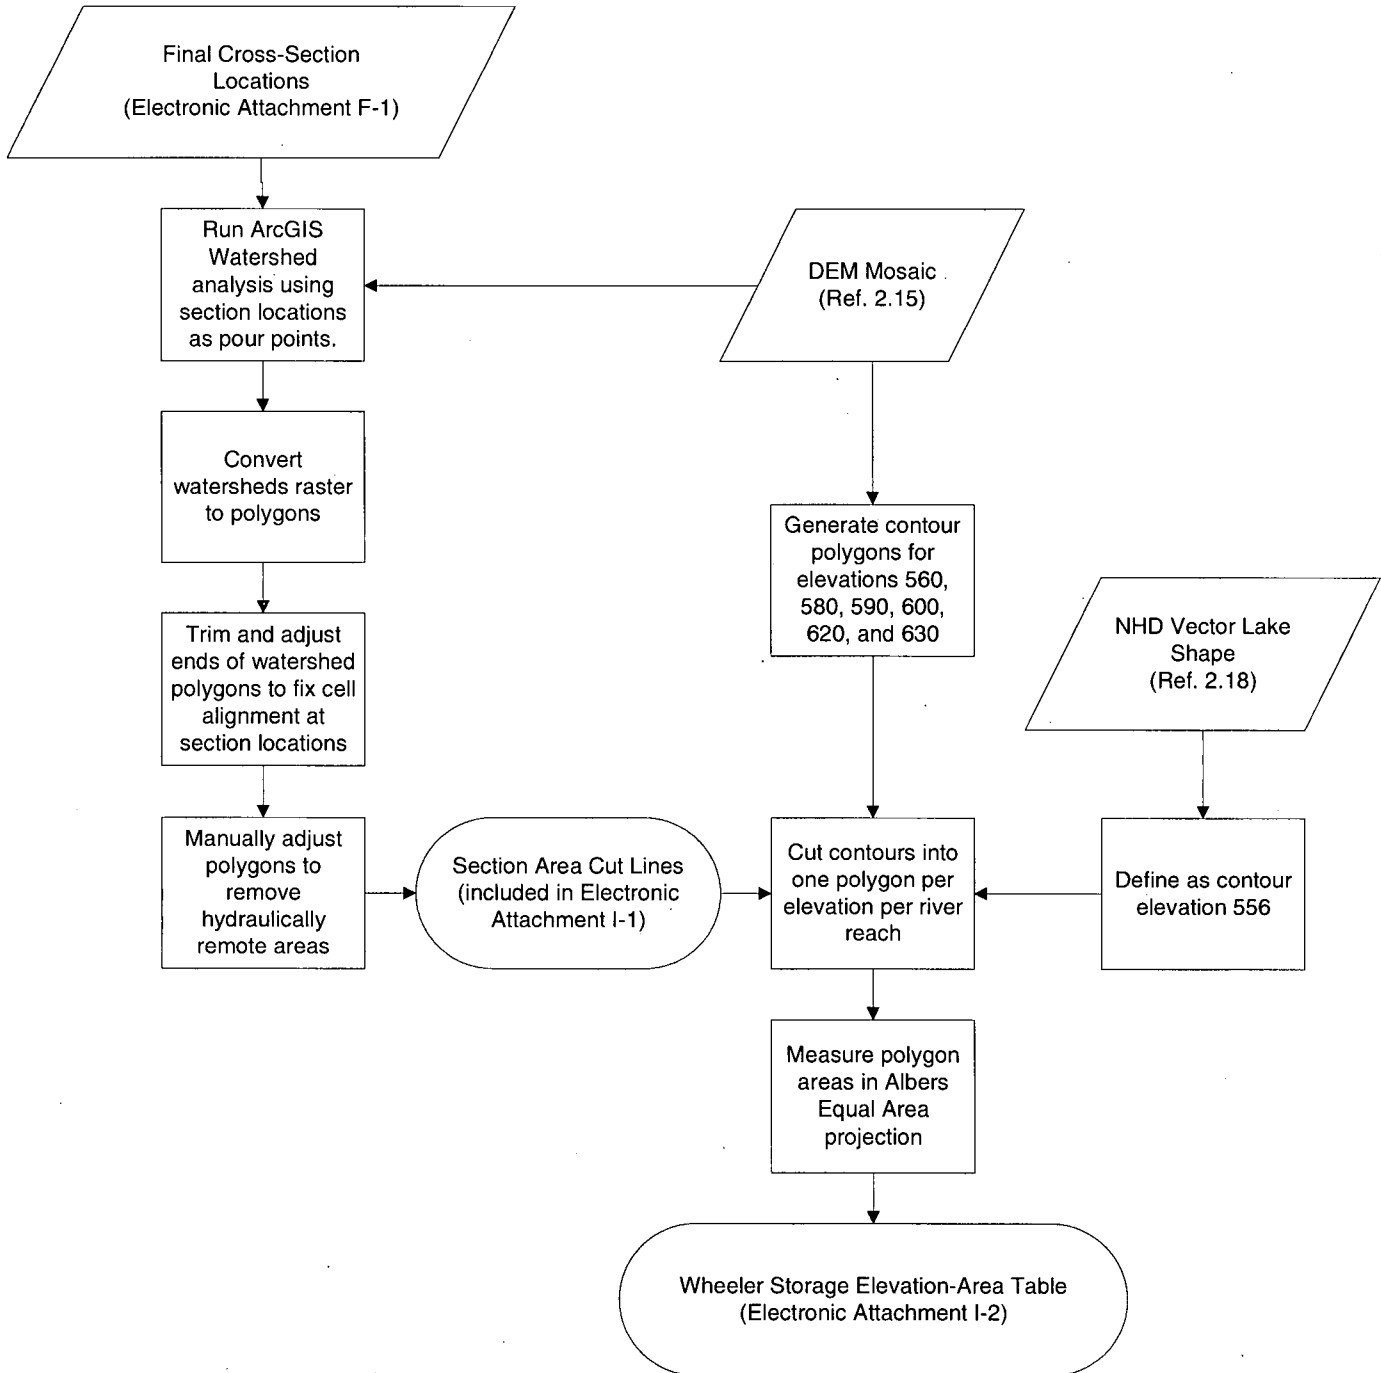 Final Cross-Section
Locations
(Electronic Attachment F-1)
Run ArcGIS
Watershed
analysis using
section locations
as pour points.
DEM Mosaic
(Ref. 2.15)
Convert
watersheds raster
to polygons
Generate contour
polygons for
elevations 560,
580, 590, 600,
620, and 630
NHD Vector Lake
Shape
(Ref. 2.18)
Trim and adjust
ends of watershed
polygons to fix cell
alignment at
section locations
Manually adjust
polygons to
remove
hydraulically
remote areas
Section Area Cut Lines
(included in Electronic
Attachment I-1)
Cut contours into
one polygon per
elevation per river
reach
Define as contour
elevation 556
Measure polygon
areas in Albers
Equal Area
projection
Wheeler Storage Elevation-Area Table
(Electronic Attachment I-2)